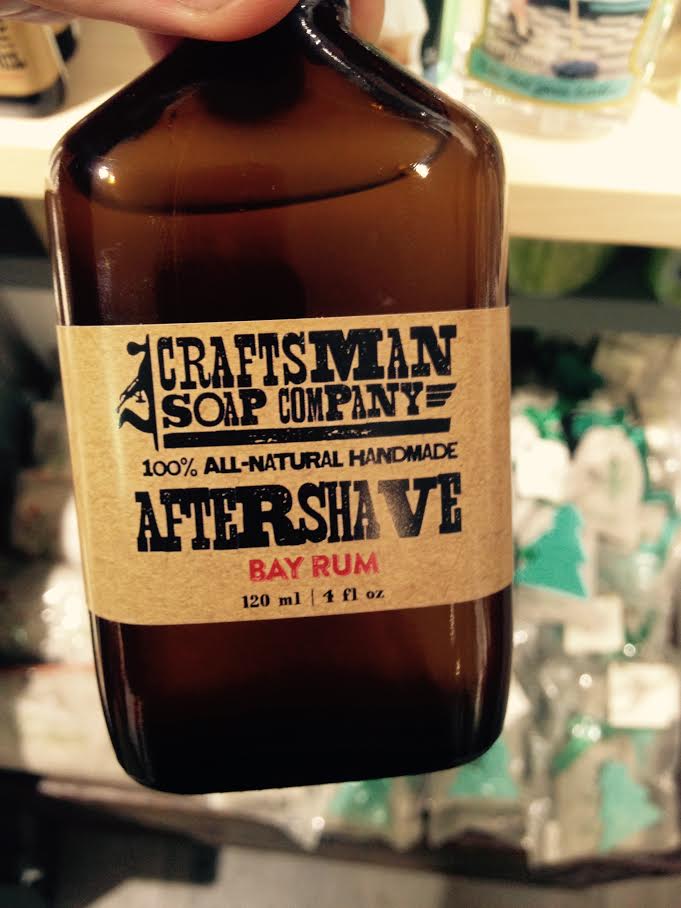 CRAFTSMAN
SOAP COMPANY
100% ALL-NATURAL HANDMADE
AFTERSHAVE
BAY RUM
120 ml | 4 fl oz